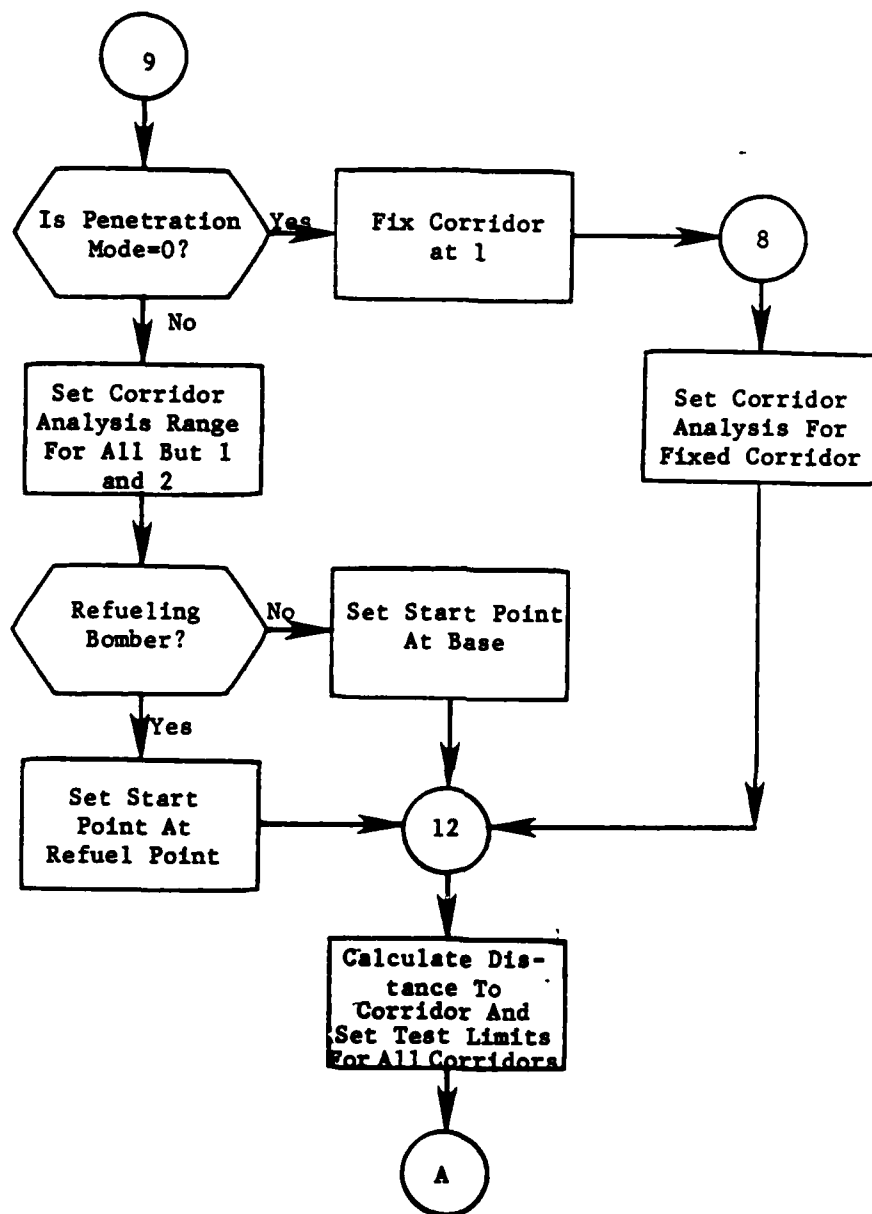 9
Is Penetration
Mode=0?
Yes
Fix Corridor
at 1
8
No
Set Corridor
Analysis Range
For All But 1
and 2
Set Corridor
Analysis For
Fixed Corridor
Refueling
Bomber?
No
Set Start Point
At Base
Yes
Set Start
Point At
Refuel Point
12
Calculate Dis-
tance To
Corridor And
Set Test Limits
For All Corridors
A